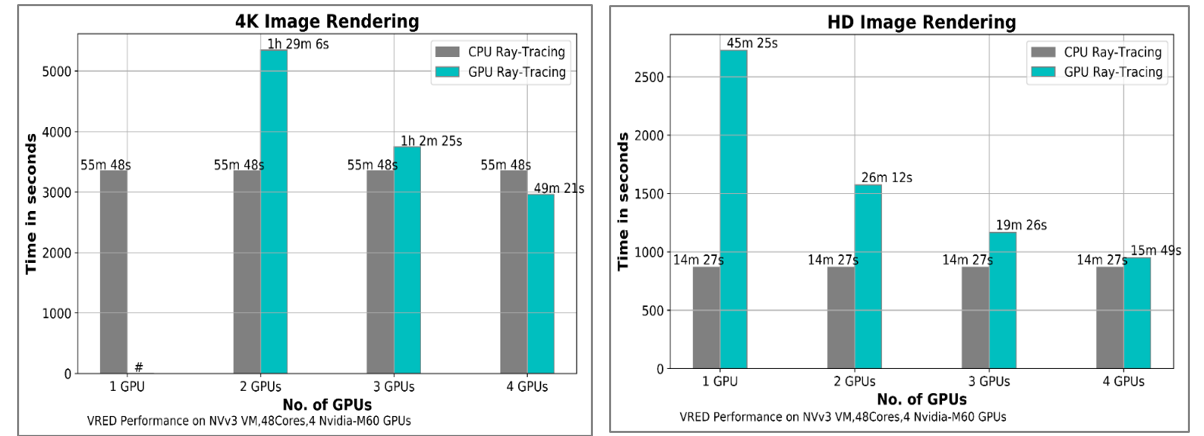 4K Image Rendering
CPU Ray-Tracing
GPU Ray-Tracing
Time in seconds
5000
4000
3000
2000
1000
0
55m 48s
#
55m 48s
1h 29m 6s
55m 48s
1h 2m 25s
55m 48s
49m 21s
1 GPU
2 GPUs
3 GPUs
4 GPUs
No. of GPUs
VRED Performance on NVv3 VM,48Cores,4 Nvidia-M60 GPUs
HD Image Rendering
CPU Ray-Tracing
GPU Ray-Tracing
Time in seconds
2500
2000
1500
1000
500
0
14m 27s
45m 25s
14m 27s
26m 12s
14m 27s
19m 26s
14m 27s
15m 49s
1 GPU
2 GPUs
3 GPUs
4 GPUs
No. of GPUs
VRED Performance on NVv3 VM,48Cores,4 Nvidia-M60 GPUs